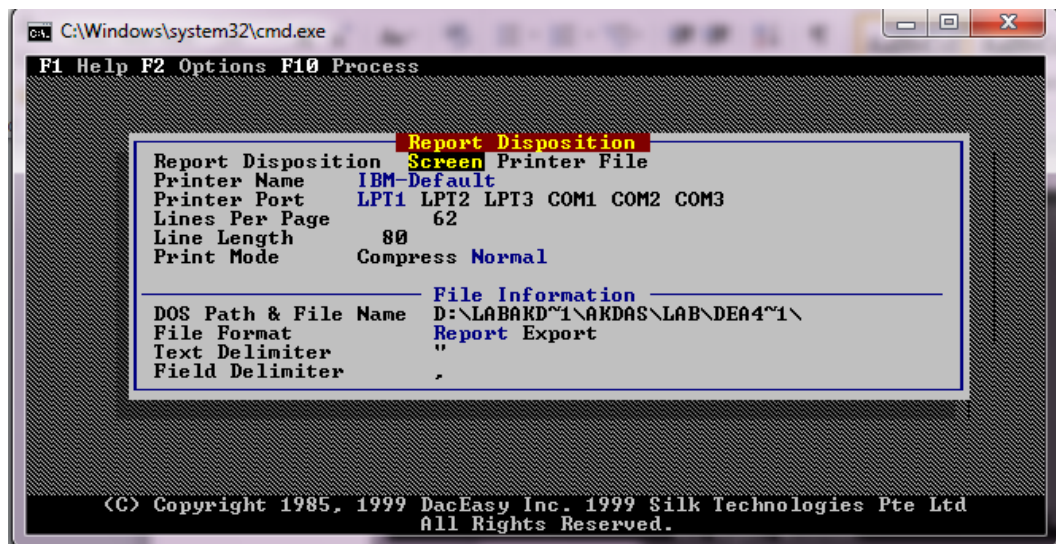 C:\Windows\system32\cmd.exe
F1 Help F2 Options F10 Process
Report Disposition
Report Disposition Screen Printer File
Printer Name IBM-Default
Printer Port LPT1 LPT2 LPT3 COM1 COM2 COM3
Lines Per Page 62
Line Length 80
Print Mode Compress Normal
File Information
DOS Path & File Name D:\LABAKD~1\AKDAS\LAB\DEA4~1\
File Format Report Export
Text Delimiter "
Field Delimiter ,
(C) Copyright 1985, 1999 DacEasy Inc. 1999 Silk Technologies Pte Ltd
All Rights Reserved.